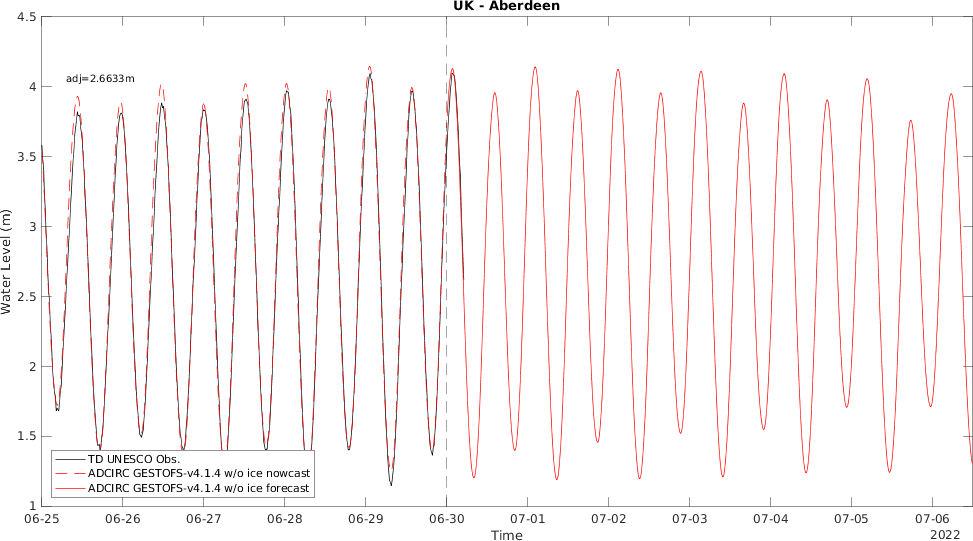 UK - Aberdeen
4.5
4
3.5
3
2.5
2
1.5
1
Water Level (m)
adj=2.6633m
TD UNESCO Obs.
ADCIRC GESTOFS-v4.1.4 w/o ice nowcast
ADCIRC GESTOFS-v4.1.4 w/o ice forecast
06-25 06-26 06-27 06-28 06-29 06-30 07-01 07-02 07-03 07-04 07-05 07-06
2022
Time